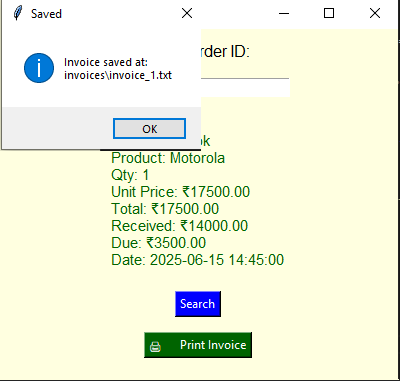 Saved
Invoice saved at:
invoices\invoice_1.txt
OK
rder ID:
ok
Product: Motorola
Qty: 1
Unit Price: ₹17500.00
Total: ₹17500.00
Received: ₹14000.00
Due: ₹3500.00
Date: 2025-06-15 14:45:00
Search
Print Invoice